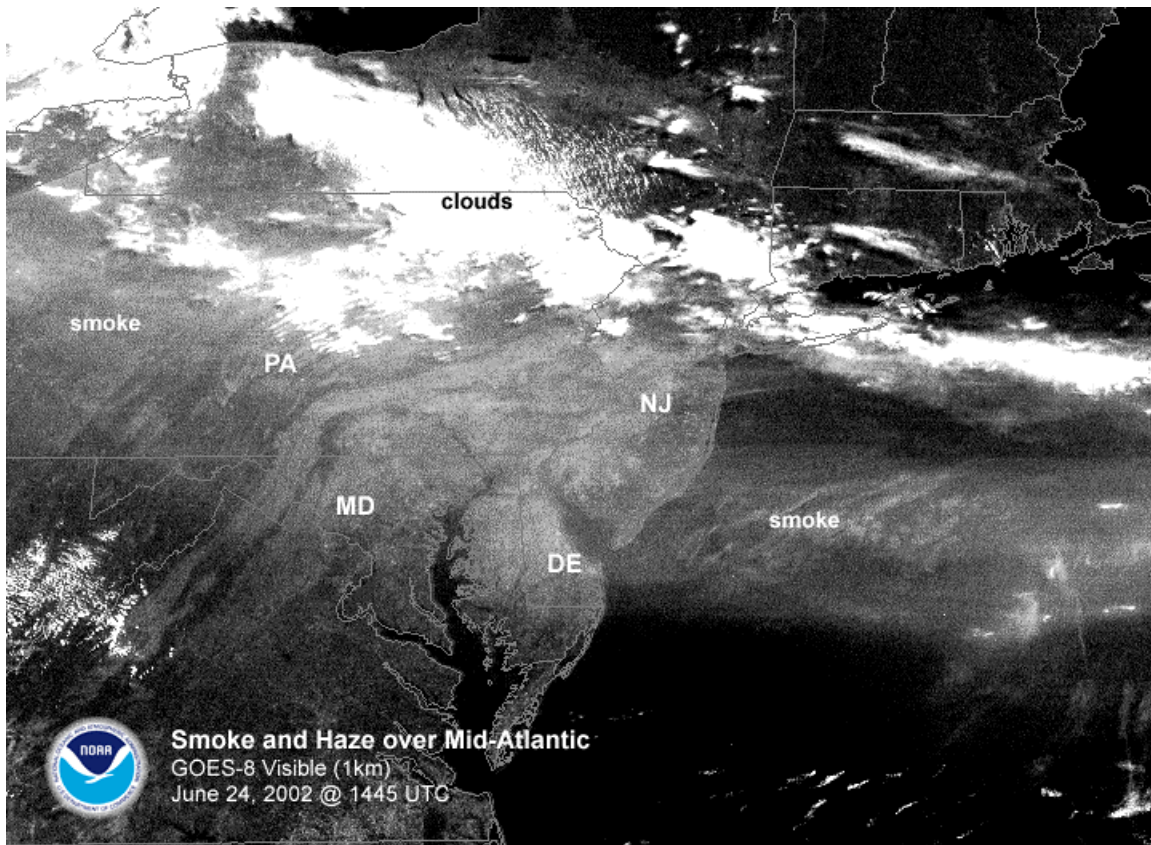 clouds
smoke
PA
NJ
MD
smoke
DE
NOAA
Smoke and Haze over Mid-Atlantic
GOES-8 Visible (1km)
June 24, 2002 @ 1445 UTC